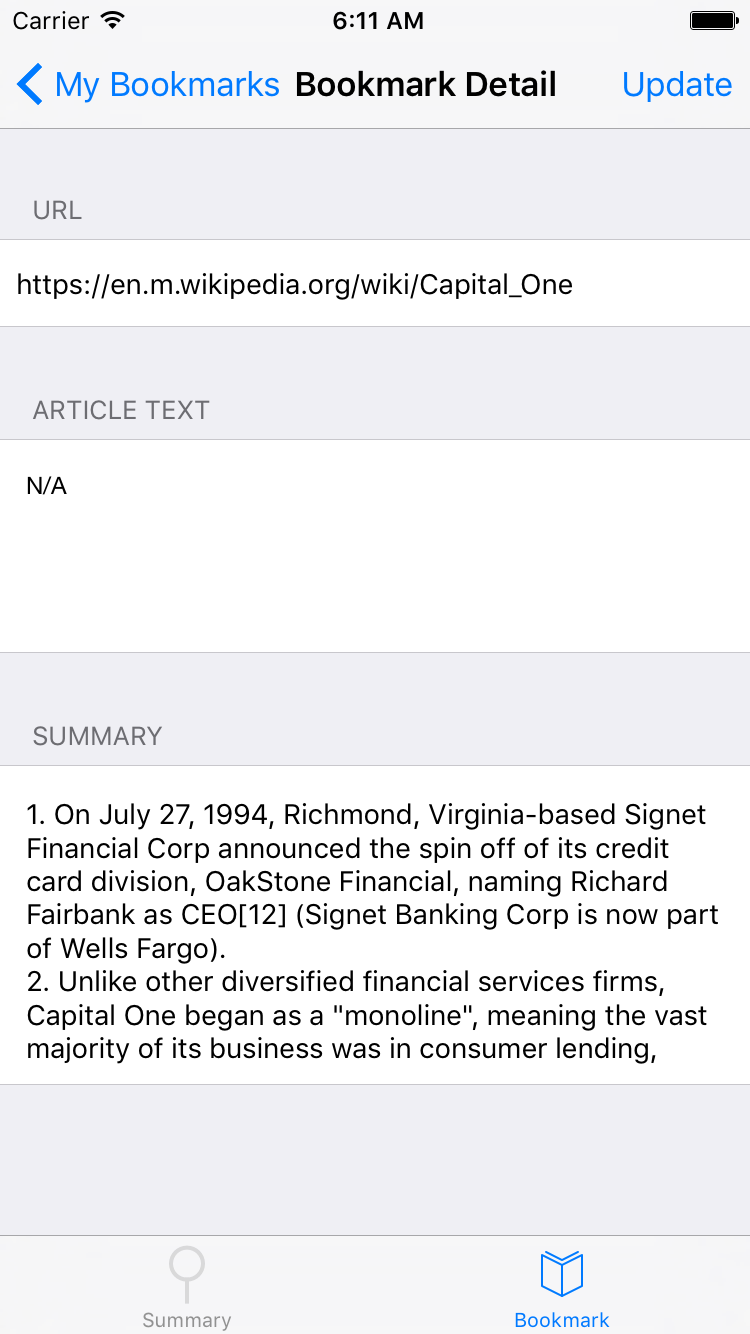 Carrier 6:11 AM
My Bookmarks Bookmark Detail Update
URL
https://en.m.wikipedia.org/wiki/Capital_One
ARTICLE TEXT
N/A
SUMMARY
1. On July 27, 1994, Richmond, Virginia-based Signet
Financial Corp announced the spin off of its credit
card division, OakStone Financial, naming Richard
Fairbank as CEO[12] (Signet Banking Corp is now part
of Wells Fargo).
2. Unlike other diversified financial services firms,
Capital One began as a "monoline", meaning the vast
majority of its business was in consumer lending,
Summary Bookmark